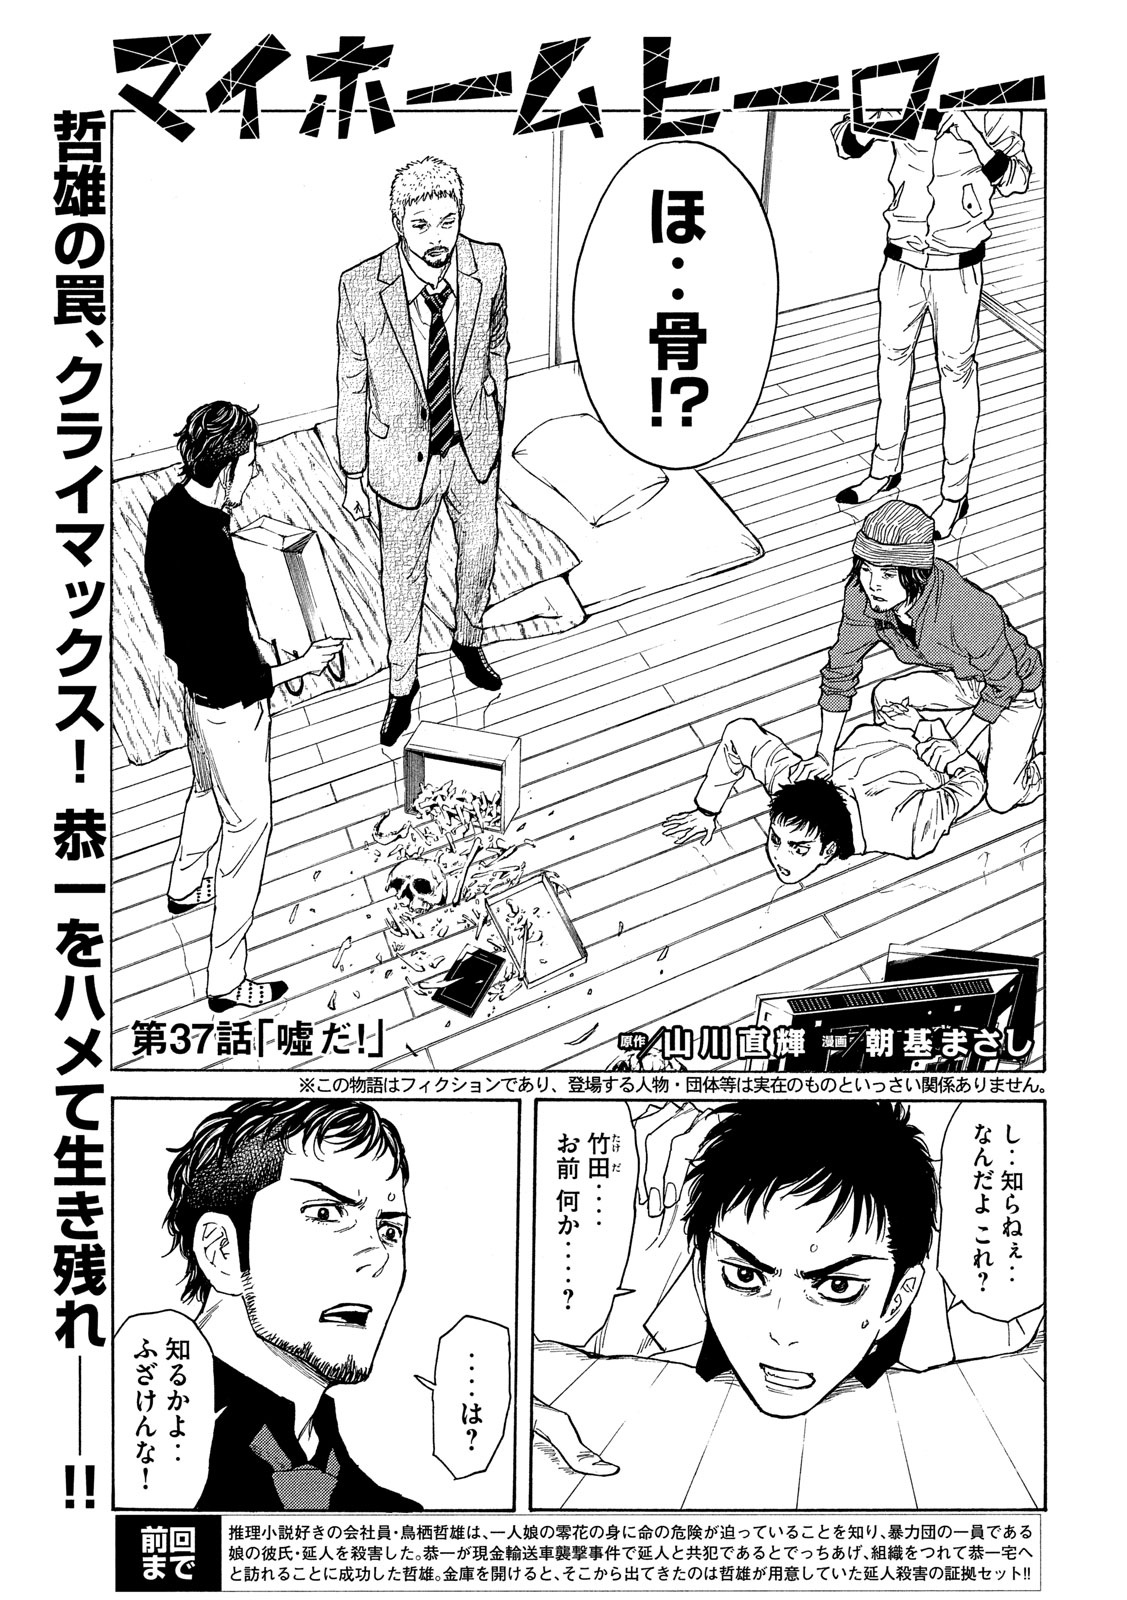 マイホームヒーロー
哲雄の罠、クライマックス！ 恭一をハメて生き残れ――!!
ほ‥骨!?
第37話「嘘だ!」
原作 山川直輝 漫画 朝基まさし
※この物語はフィクションであり、登場する人物・団体等は実在のものといっさい関係ありません。
し‥知らねぇ‥
なんだよ これ?
竹田‥‥
たけだ
お前 何か‥‥?
‥‥は?
知るかよ‥
ふざけんな!
前回
まで
推理小説好きの会社員・鳥栖哲雄は、一人娘の零花の身に命の危険が迫っていることを知り、暴力団の一員である
娘の彼氏・延人を殺害した。恭一が現金輸送車襲撃事件で延人と共犯であるとでっちあげ、組織をつれて恭一宅へ
と訪れることに成功した哲雄。金庫を開けると、そこから出てきたのは哲雄が用意していた延人殺害の証拠セット!!